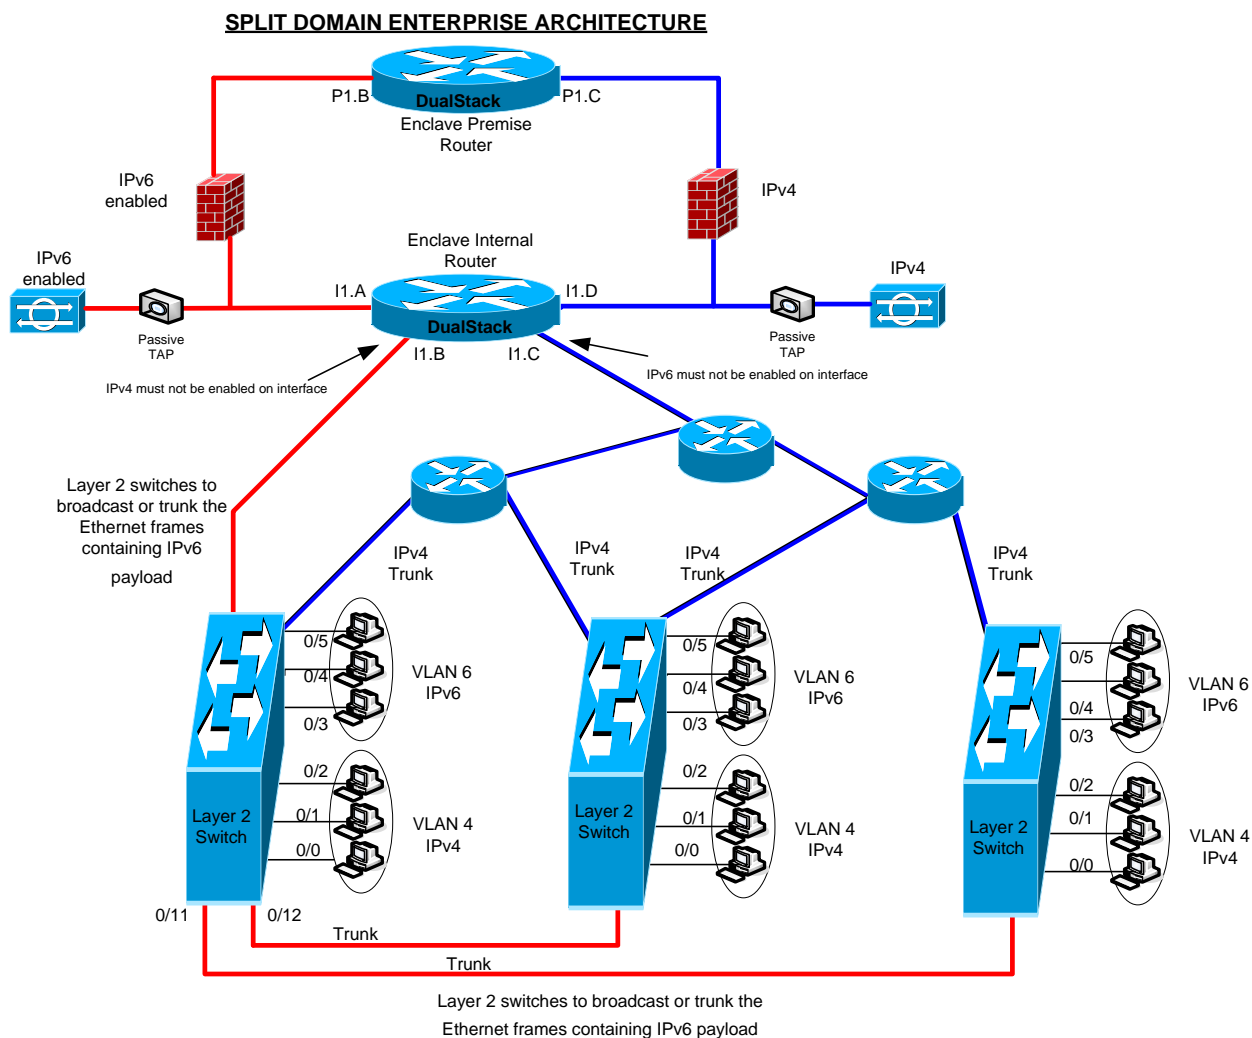 SPLIT DOMAIN ENTERPRISE ARCHITECTURE
P1.B
DualStack
P1.C
Enclave Premise
Router
IPv6
enabled
IPv4
Enclave Internal
Router
IPv6
enabled
IPv4
I1.A
I1.D
DualStack
Passive
TAP
Passive
TAP
I1.B
I1.C
IPv4 must not be enabled on interface
IPv6 must not be enabled on interface
Layer 2 switches to
broadcast or trunk the
Ethernet frames
containing IPv6
payload
IPv4
Trunk
IPv4
Trunk
IPv4
Trunk
IPv4
Trunk
0/5
0/4
0/3
VLAN 6
IPv6
0/2
0/1
0/0
VLAN 4
IPv4
Layer 2
Switch
0/5
0/4
0/3
VLAN 6
IPv6
0/2
0/1
0/0
VLAN 4
IPv4
Layer 2
Switch
0/5
0/4
0/3
VLAN 6
IPv6
0/2
0/1
0/0
VLAN 4
IPv4
Layer 2
Switch
0/11
0/12
Trunk
Trunk
Layer 2 switches to broadcast or trunk the
Ethernet frames containing IPv6 payload